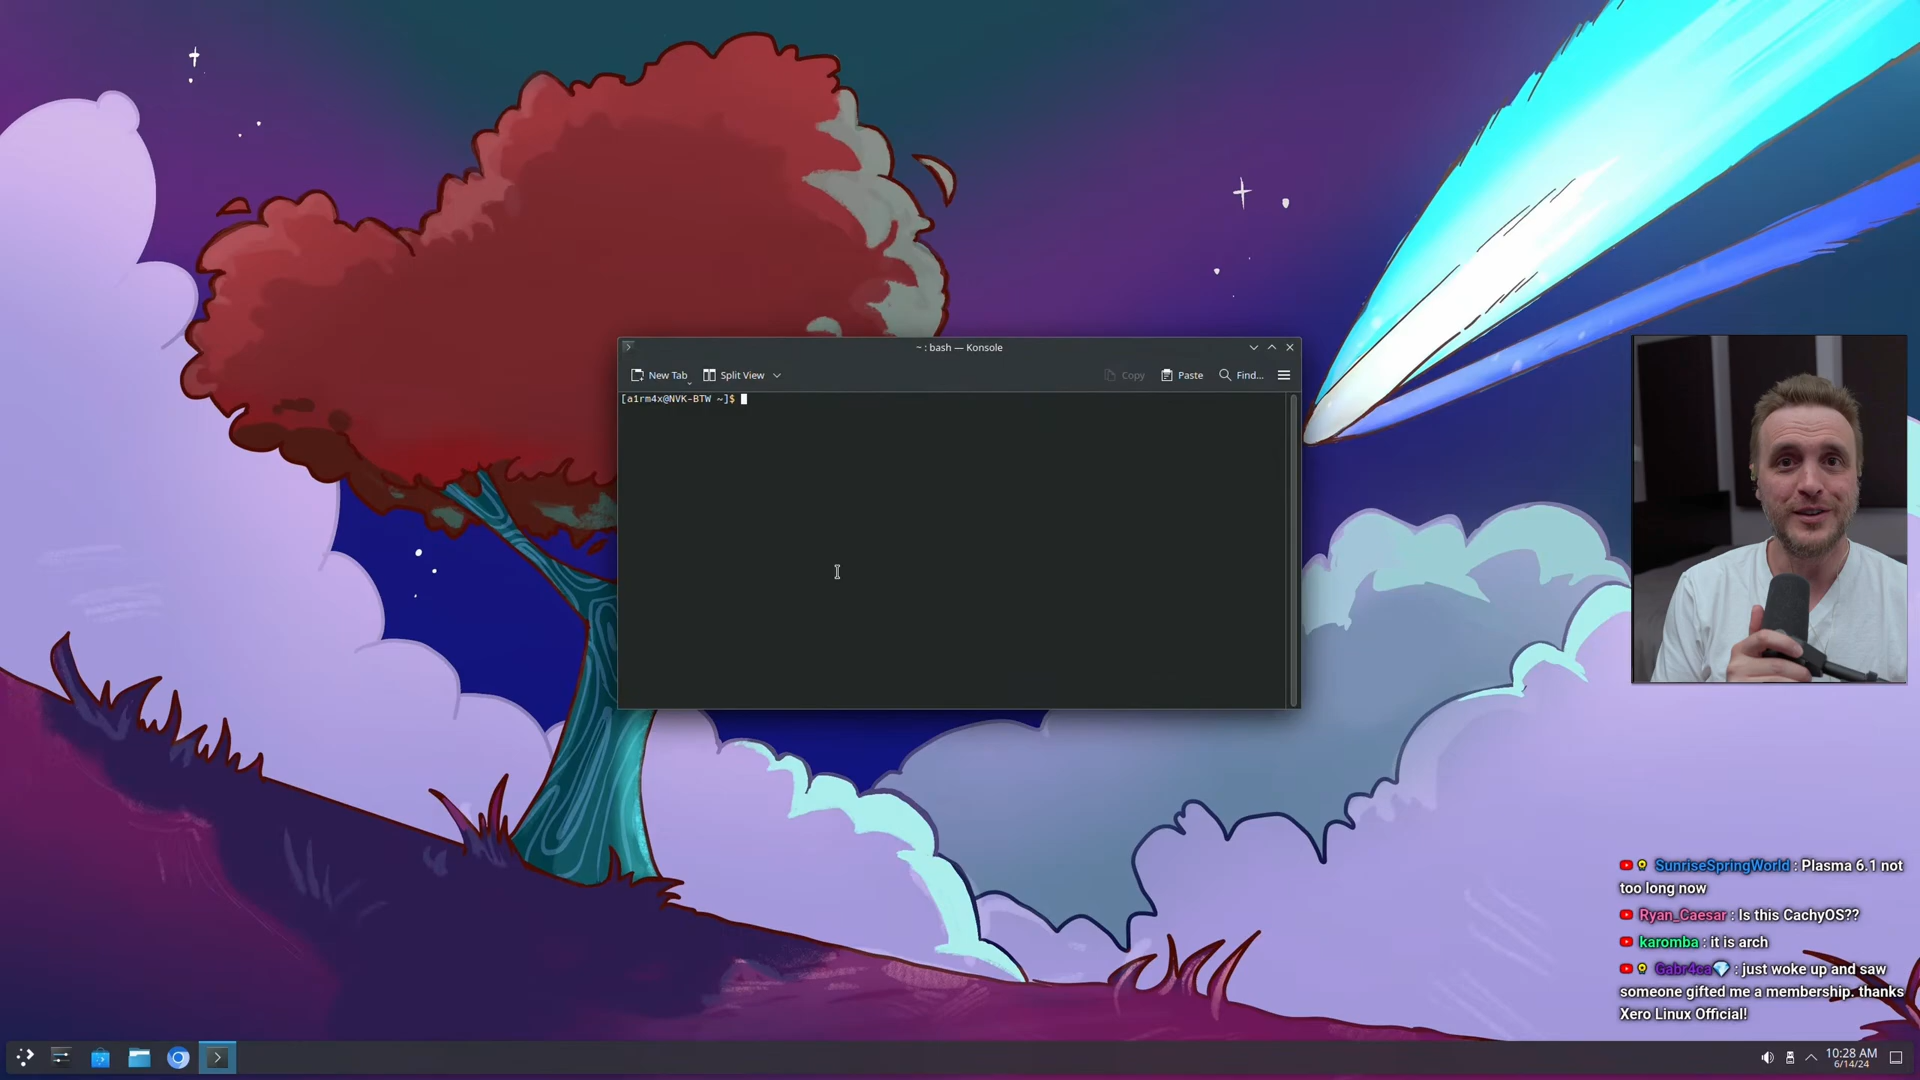 ~ : bash — Konsole
New Tab Split View Copy Paste Find...
[a1rm4x@NVK-BTW ~]$
SunriseSpringWorld : Plasma 6.1 not
too long now
Ryan_Caesar : Is this CachyOS??
karomba : it is arch
Gabr4ca : just woke up and saw
someone gifted me a membership. thanks
Xero Linux Official!
10:28 AM
6/14/24